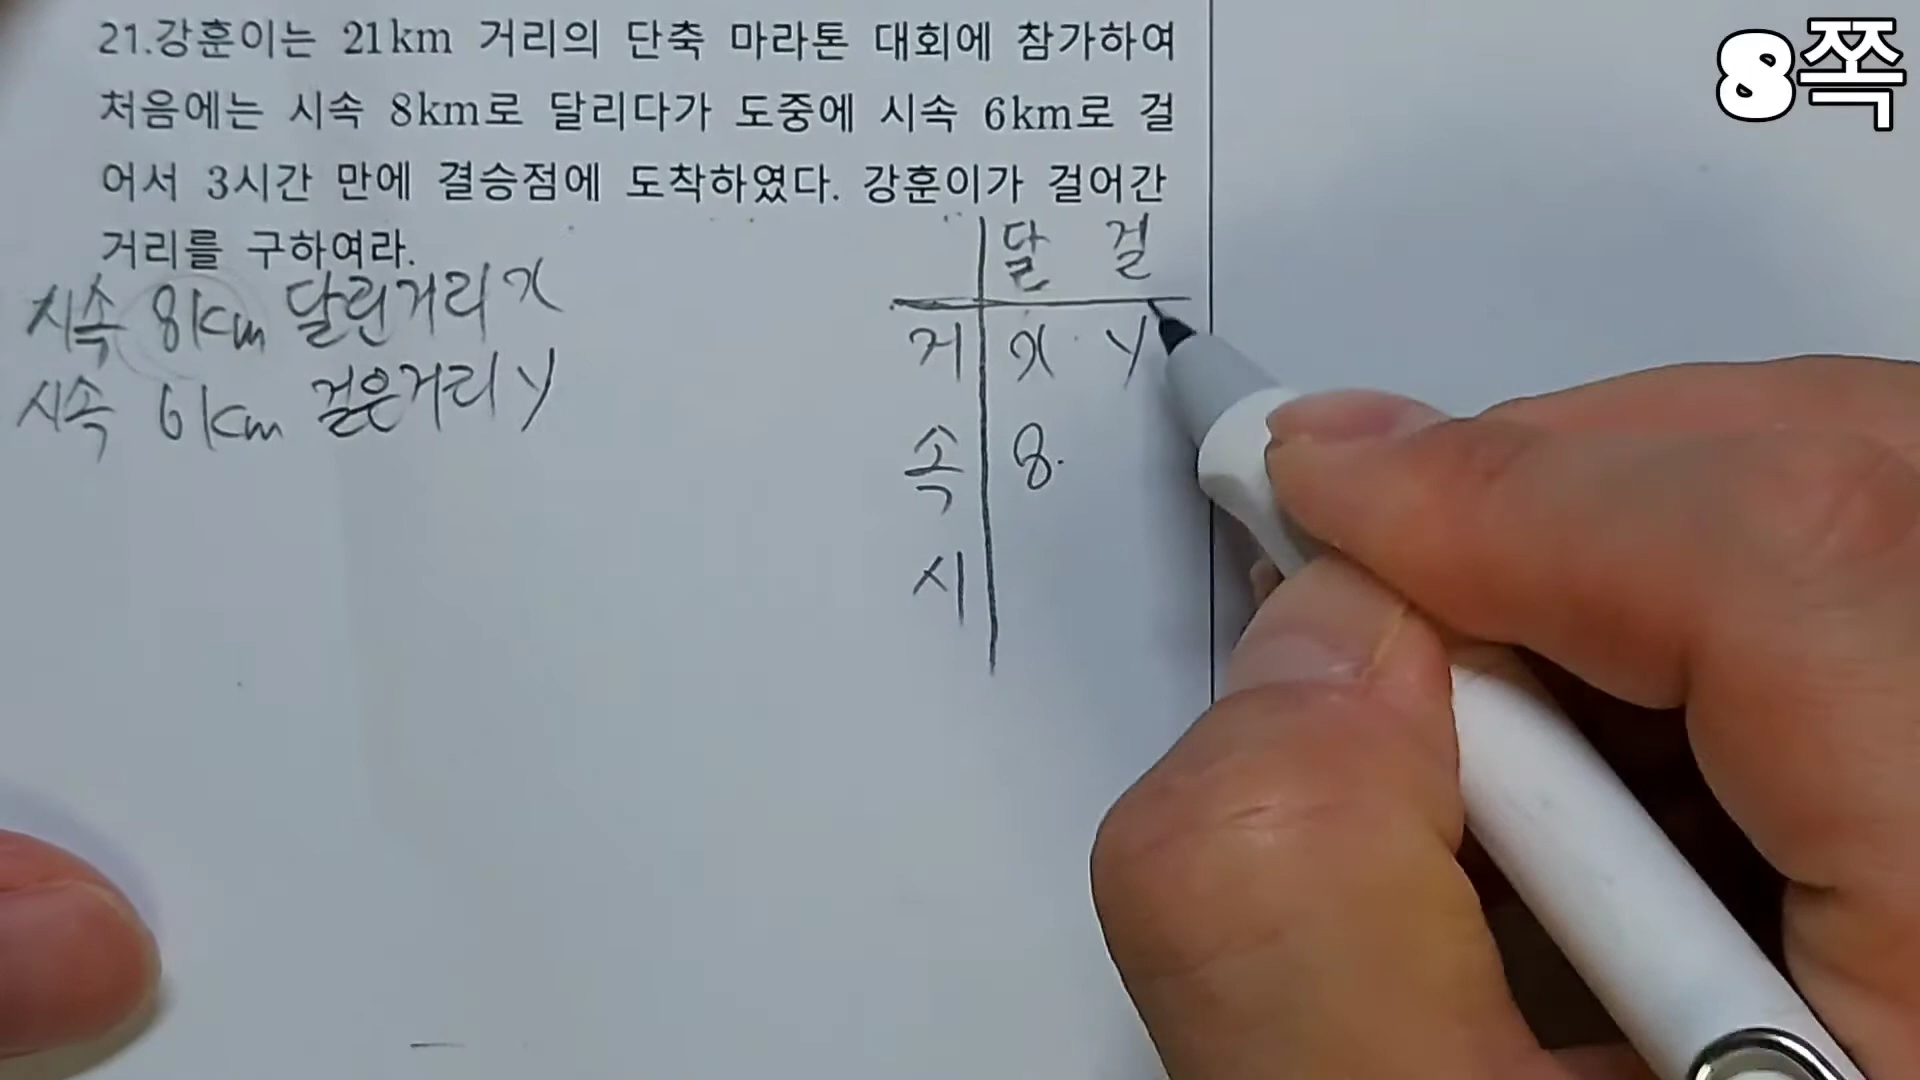 21.강훈이는 21km 거리의 단축 마라톤 대회에 참가하여
처음에는 시속 8km로 달리다가 도중에 시속 6km로 걸
어서 3시간 만에 결승점에 도착하였다. 강훈이가 걸어간
거리를 구하여라.
시속 8km 달린거리 x
시속 6km 걸은거리 y
달 걸
거 x y
속 8
시
8쪽